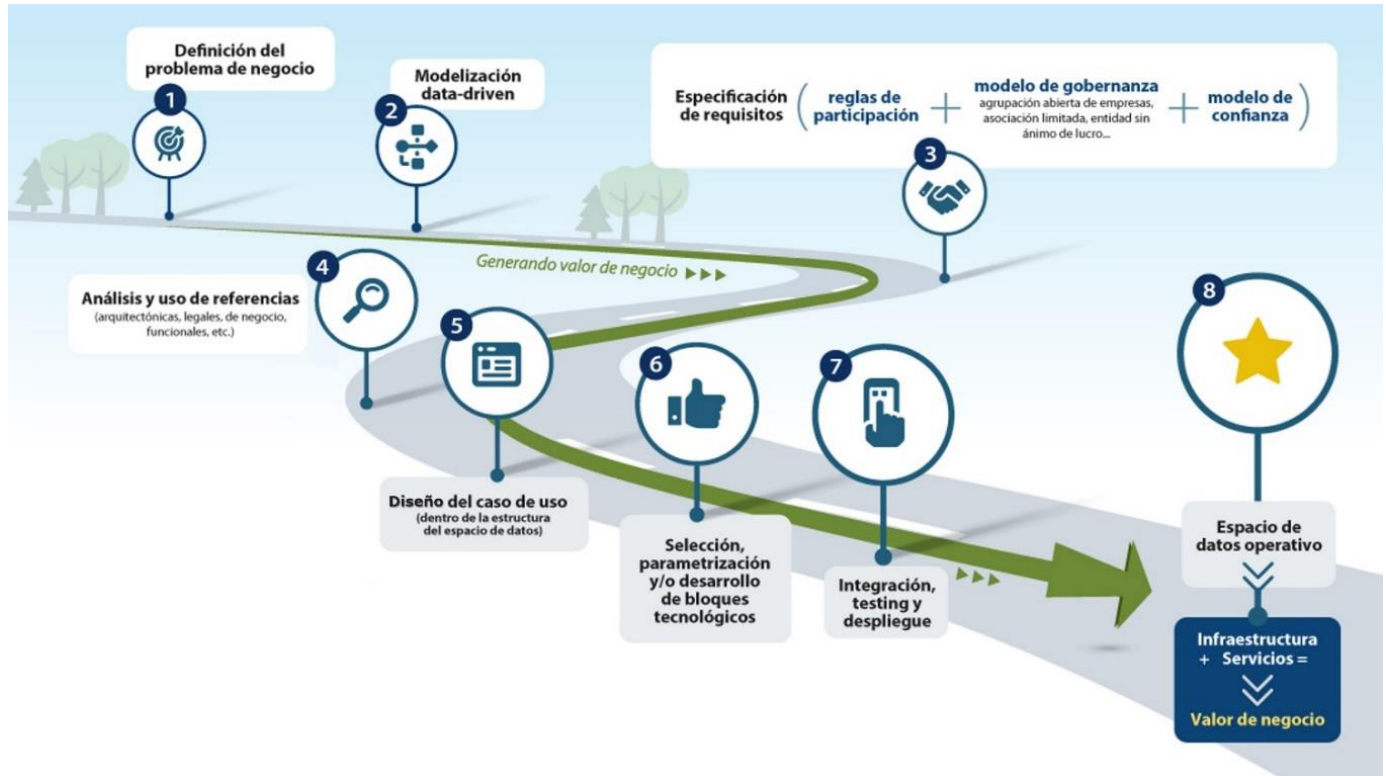 Definición del
problema de negocio
1
Modelización
data-driven
2
Especificación
de requisitos
(
reglas de
participación
+
modelo de gobernanza
agrupación abierta de empresas,
asociación limitada, entidad sin
ánimo de lucro...
+
modelo de
confianza
)
3
Generando valor de negocio
4
Análisis y uso de referencias
(arquitectónicas, legales, de negocio,
funcionales, etc.)
5
Diseño del caso de uso
(dentro de la estructura
del espacio de datos)
6
Selección,
parametrización
y/o desarrollo
de bloques
tecnológicos
7
Integración,
testing y
despliegue
8
Espacio de
datos operativo
Infraestructura
+ Servicios =
Valor de negocio